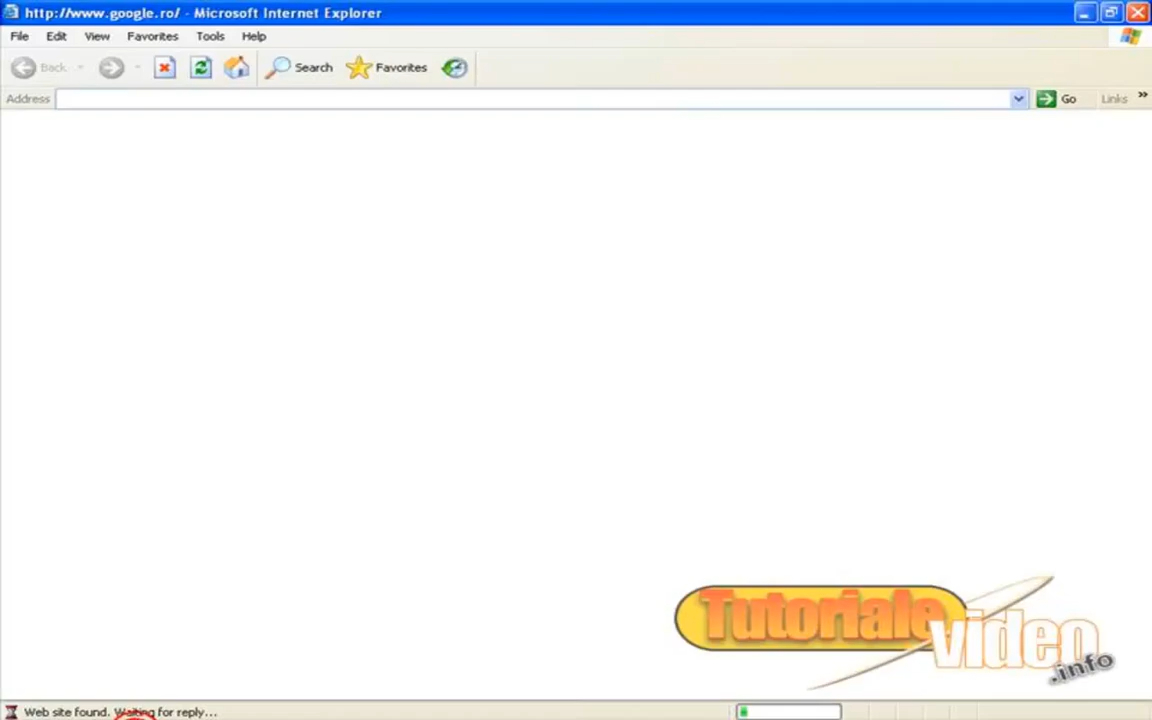 http://www.google.ro/ - Microsoft Internet Explorer
File Edit View Favorites Tools Help
Back Search Favorites
Address Go Links »
Tutoriale
video
.info
Web site found. Waiting for reply...